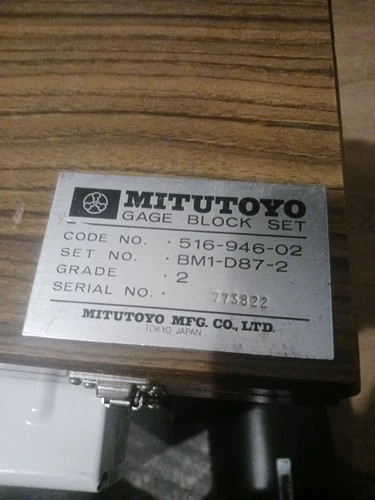 MITUTOYO
GAGE BLOCK SET
CODE NO. : 516-946-02
SET NO. : BM1-D87-2
GRADE : 2
SERIAL NO. : 773822
MITUTOYO MFG. CO., LTD.
TOKYO JAPAN